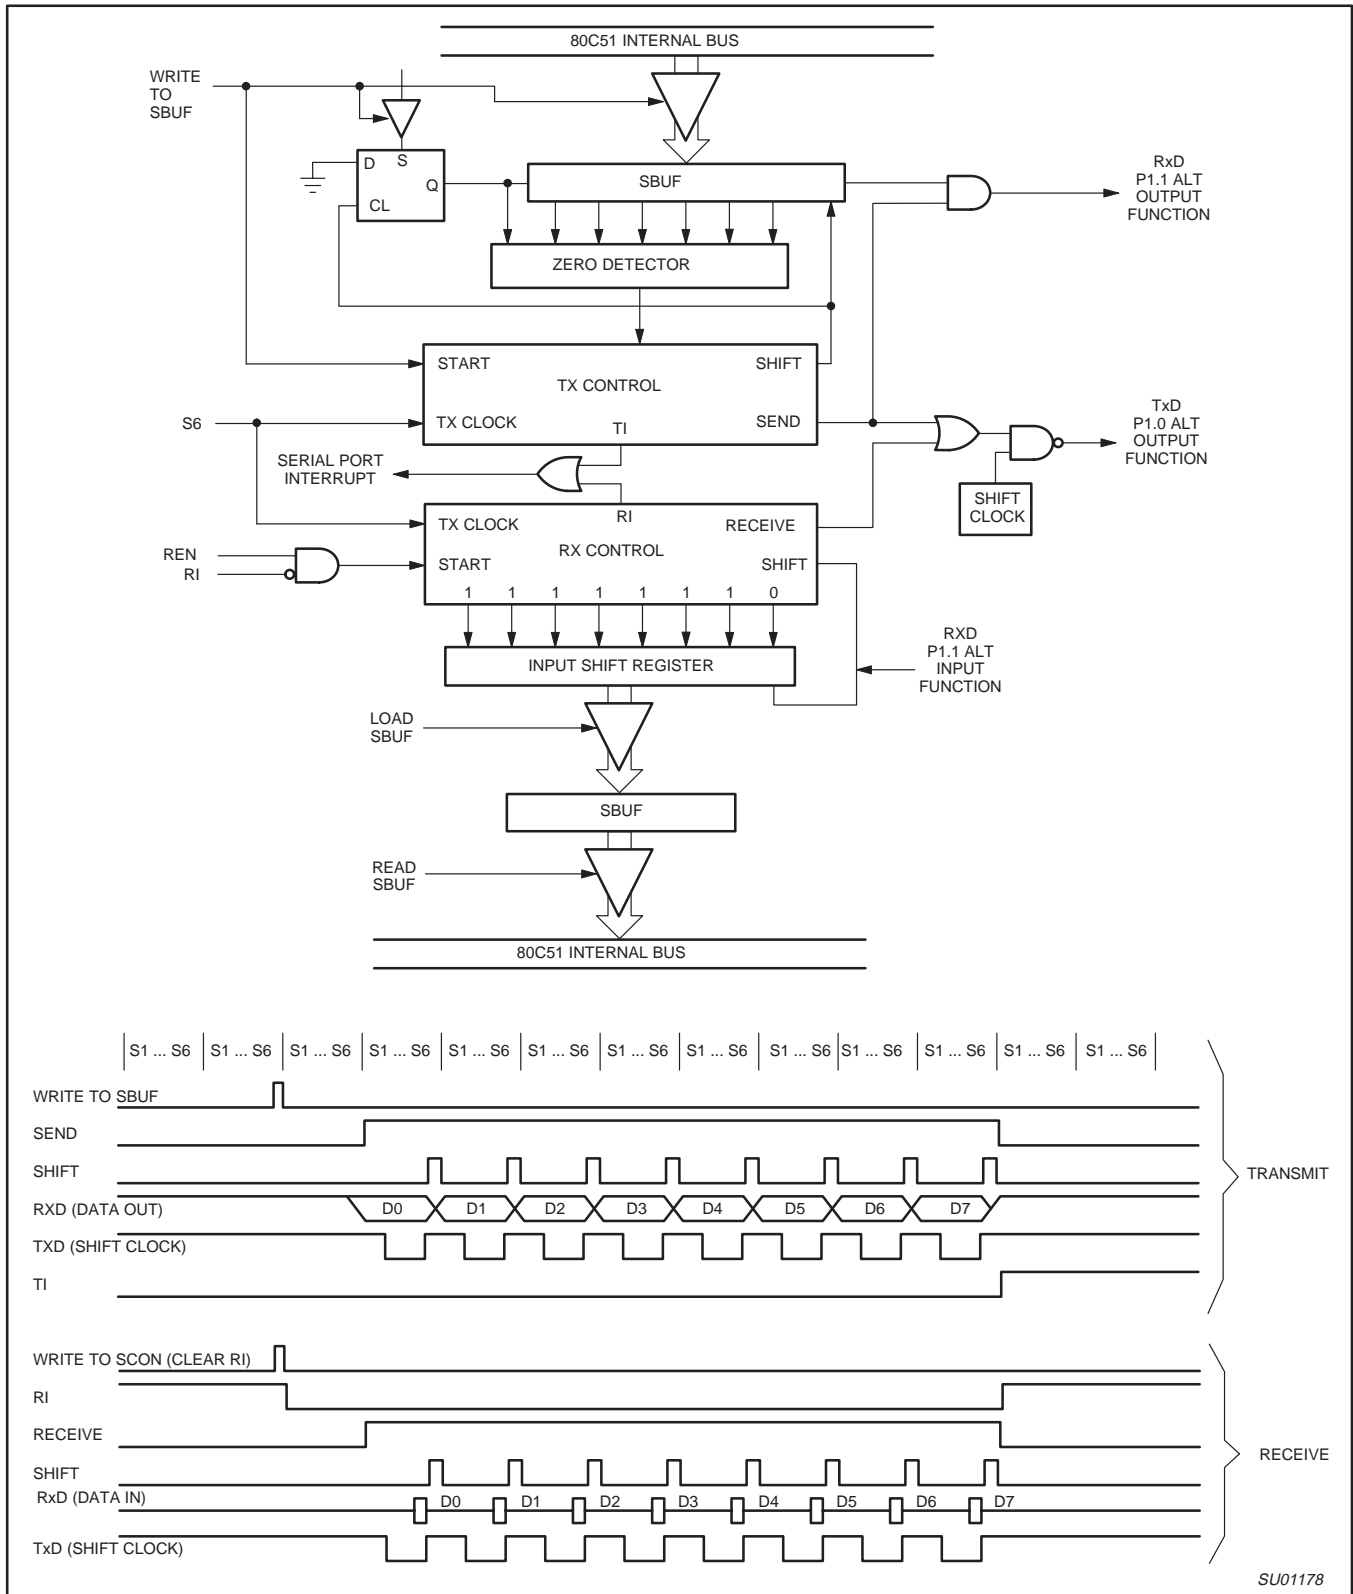 80C51 INTERNAL BUS
WRITE
TO
SBUF
D
S
Q
CL
SBUF
RxD
P1.1 ALT
OUTPUT
FUNCTION
ZERO DETECTOR
START
SHIFT
TX CONTROL
S6
TX CLOCK
TI
SEND
TxD
P1.0 ALT
OUTPUT
FUNCTION
SERIAL PORT
INTERRUPT
SHIFT
CLOCK
TX CLOCK
RI
RECEIVE
REN
RI
RX CONTROL
START
SHIFT
1 1 1 1 1 1 1 0
RXD
P1.1 ALT
INPUT
FUNCTION
INPUT SHIFT REGISTER
LOAD
SBUF
SBUF
READ
SBUF
80C51 INTERNAL BUS
S1 ... S6 S1 ... S6 S1 ... S6 S1 ... S6 S1 ... S6 S1 ... S6 S1 ... S6 S1 ... S6 S1 ... S6 S1 ... S6 S1 ... S6 S1 ... S6 S1 ... S6
WRITE TO SBUF
SEND
SHIFT
TRANSMIT
RXD (DATA OUT) D0 D1 D2 D3 D4 D5 D6 D7
TXD (SHIFT CLOCK)
TI
WRITE TO SCON (CLEAR RI)
RI
RECEIVE
RECEIVE
SHIFT
RxD (DATA IN) D0 D1 D2 D3 D4 D5 D6 D7
TxD (SHIFT CLOCK)
SU01178